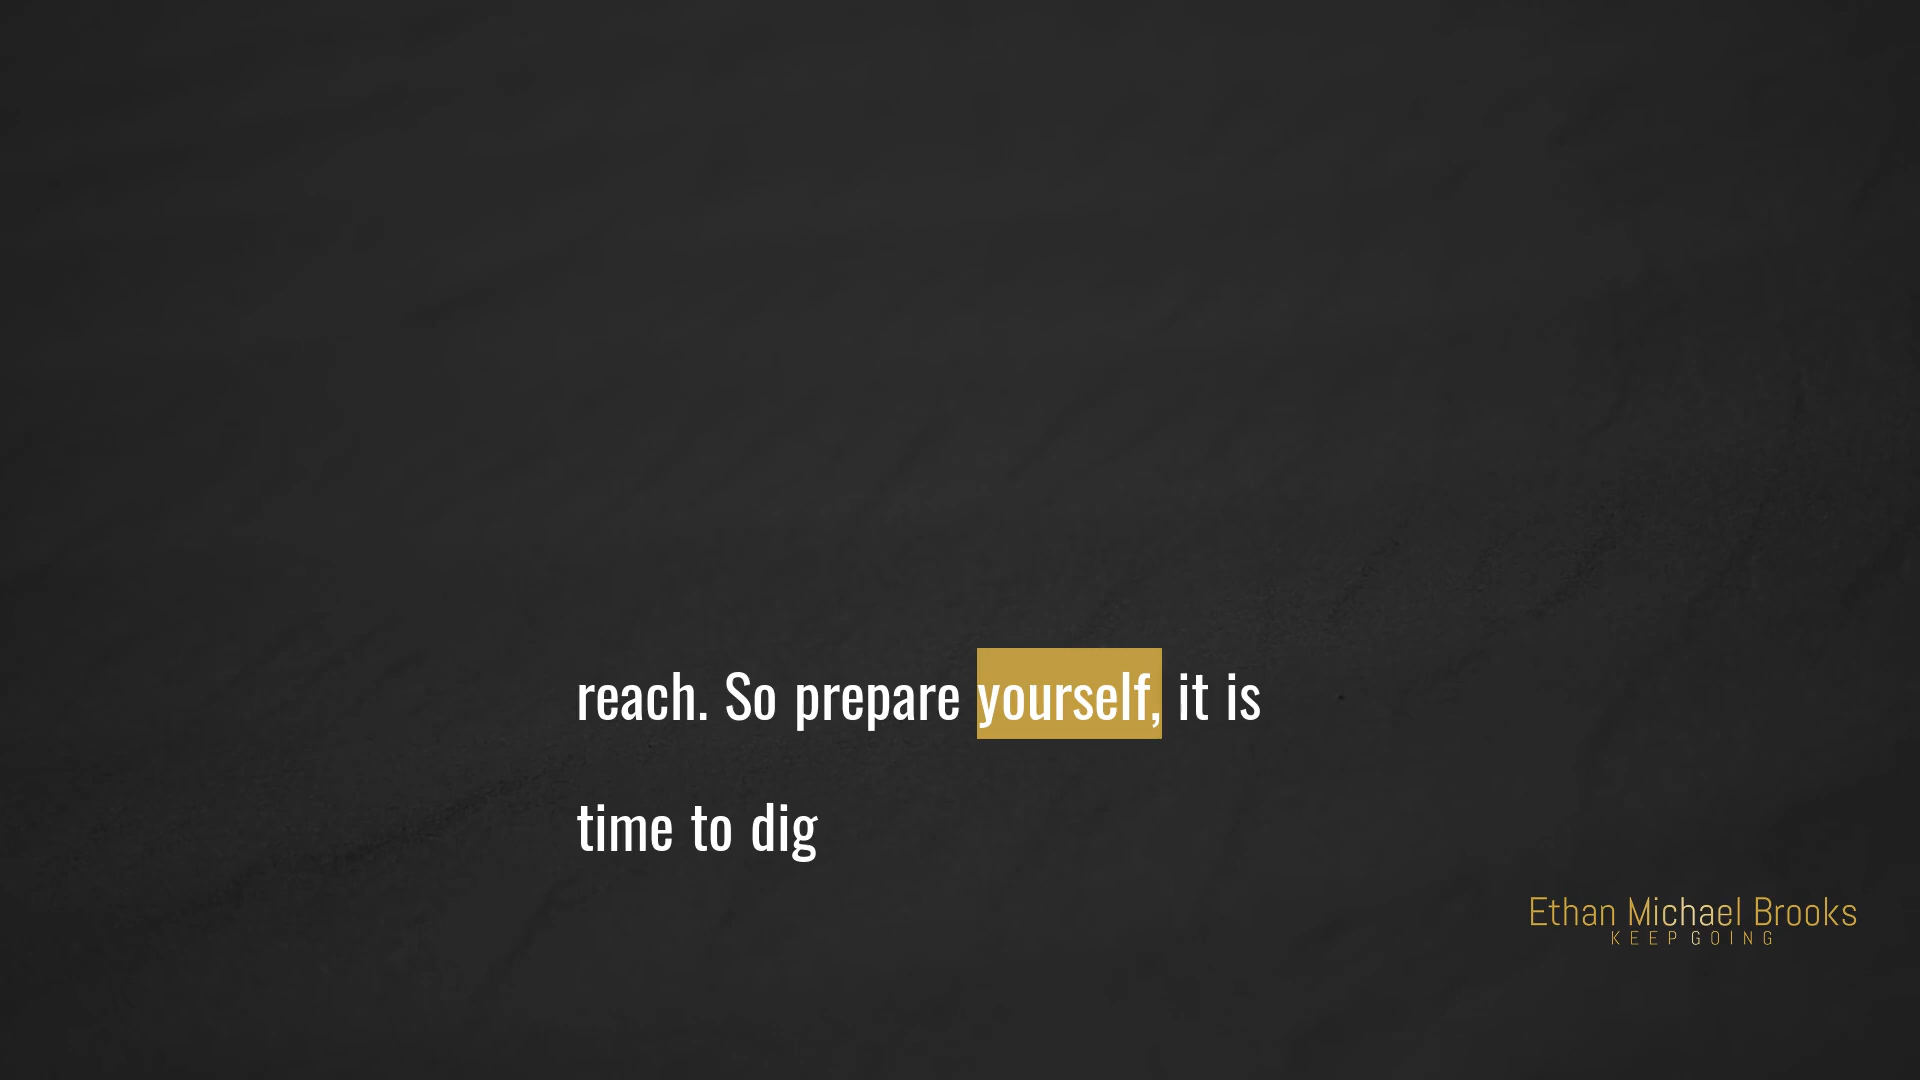 reach. So prepare yourself, it is
time to dig
Ethan Michael Brooks
KEEP GOING